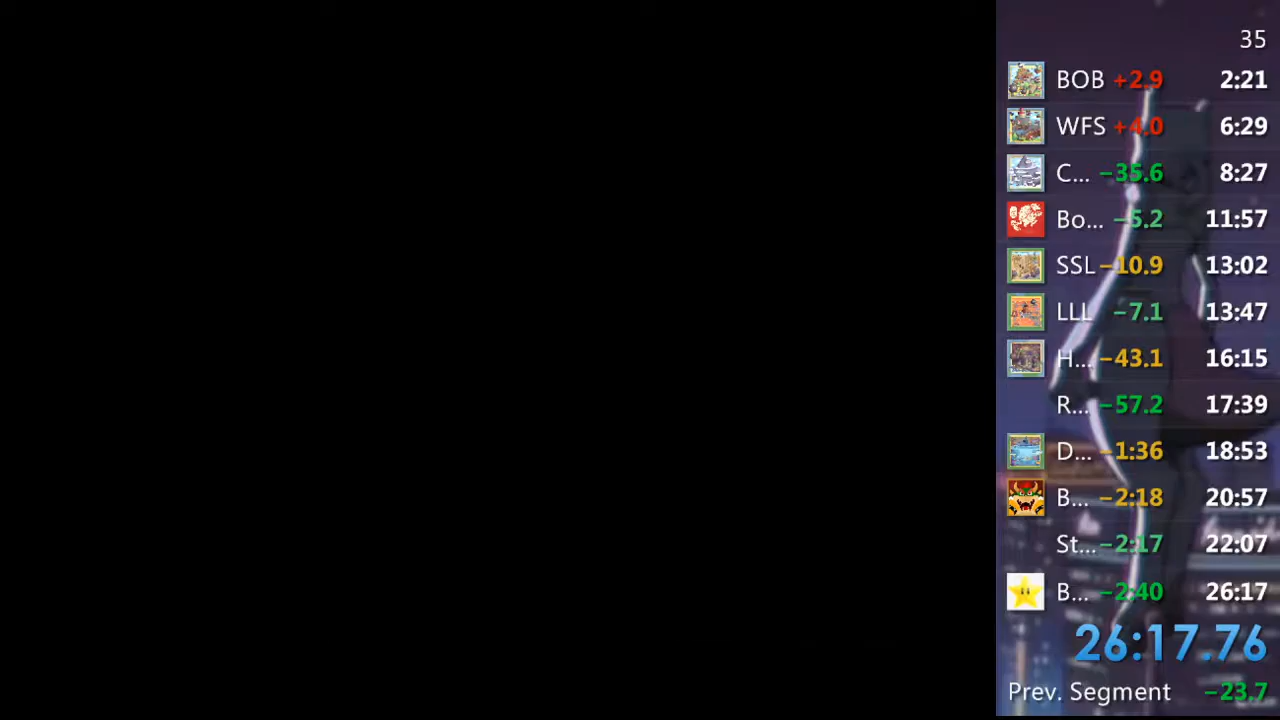 35
BOB +2.9 2:21
WFS +4.0 6:29
C... −35.6 8:27
Bo... −5.2 11:57
SSL −10.9 13:02
LLL −7.1 13:47
H... −43.1 16:15
R... −57.2 17:39
D... −1:36 18:53
B... −2:18 20:57
St... −2:17 22:07
B... −2:40 26:17
26:17.76
Prev. Segment −23.7